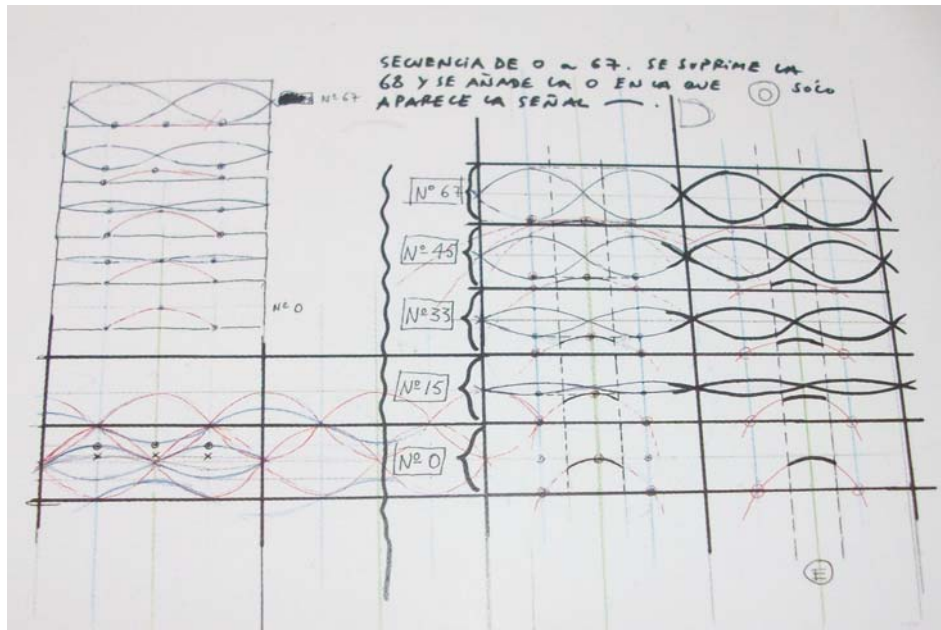 SECUENCIA DE 0 a 67. SE SUPRIME LA
68 Y SE AÑADE LA 0 EN LA QUE SÓLO
APARECE LA SEÑAL
O
D
Nº 67
Nº 0
Nº 67
Nº 45
Nº 33
Nº 15
Nº 0
E